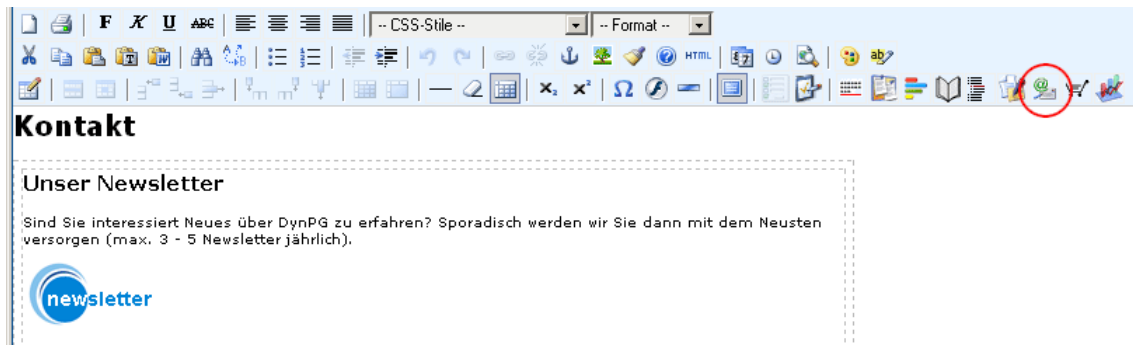 F K U ABC -- CSS-Stile -- -- Format --
HTML
Kontakt
Unser Newsletter
Sind Sie interessiert Neues über DynPG zu erfahren? Sporadisch werden wir Sie dann mit dem Neusten
versorgen (max. 3 - 5 Newsletter jährlich).
newsletter